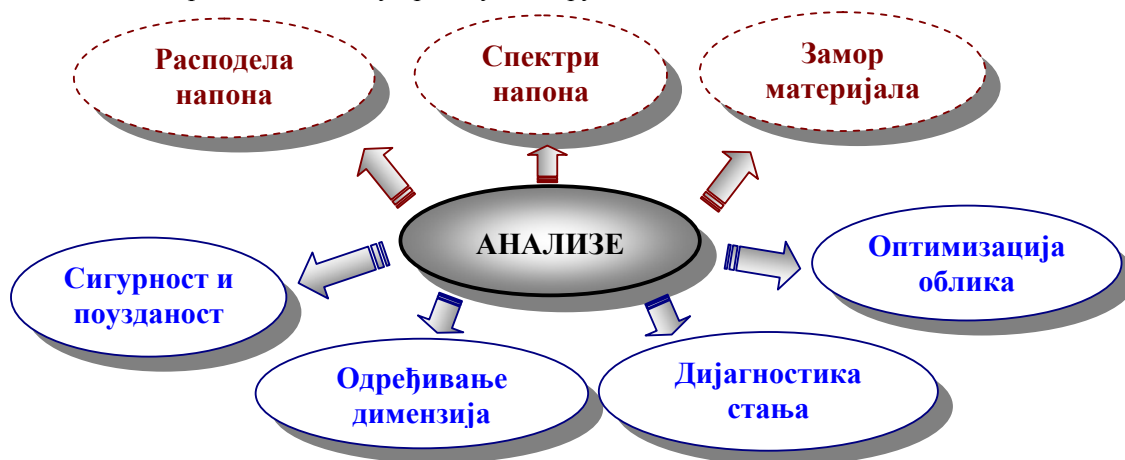 Расподела
напона
Спектри
напона
Замор
материјала
АНАЛИЗЕ
Оптимизација
облика
Сигурност и
поузданост
Одређивање
димензија
Дијагностика
стања